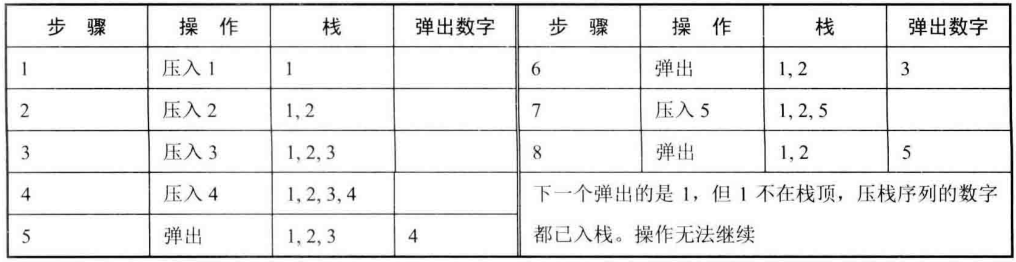 步 骤 操 作 栈 弹出数字 步 骤 操 作 栈 弹出数字
1 压入 1 1 6 弹出 1, 2 3
2 压入 2 1, 2 7 压入 5 1, 2, 5
3 压入 3 1, 2, 3 8 弹出 1, 2 5
4 压入 4 1, 2, 3, 4 下一个弹出的是 1，但 1 不在栈顶，压栈序列的数字
5 弹出 1, 2, 3 4 都已入栈。操作无法继续